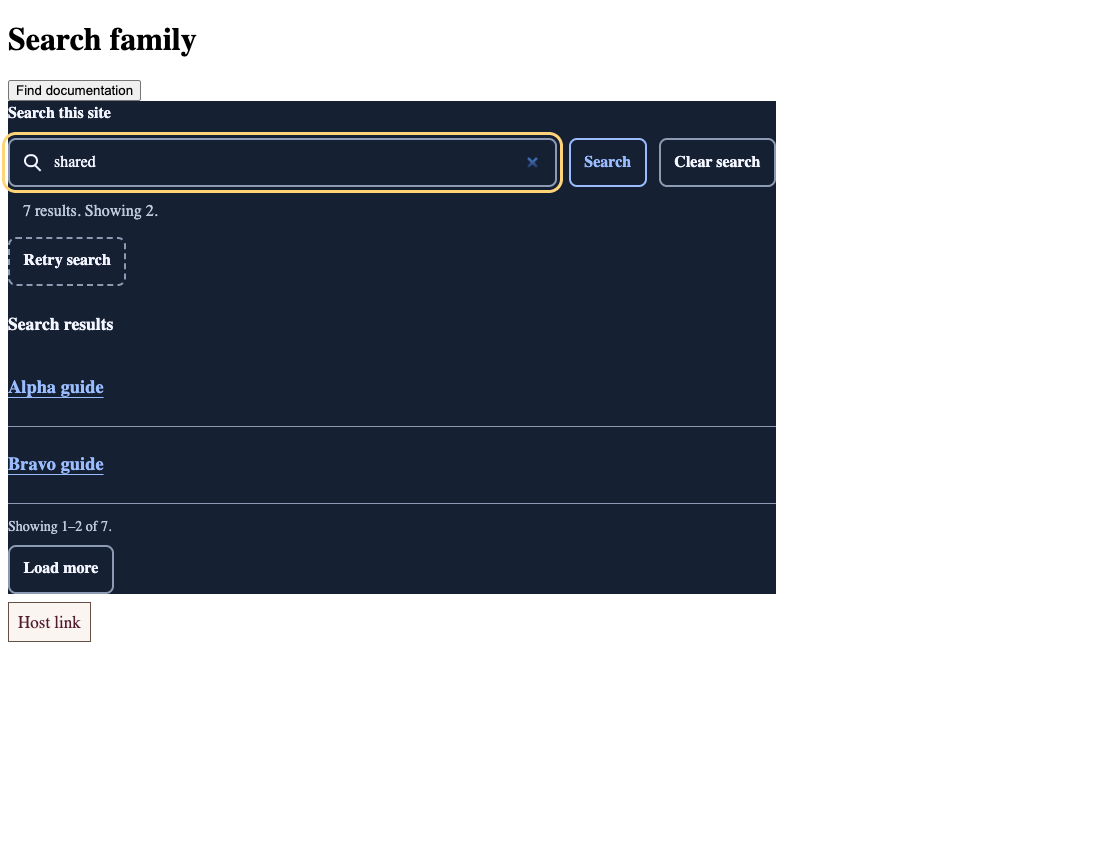 Search family
Find documentation
Search this site
shared
Search
Clear search
7 results. Showing 2.
Retry search
Search results
Alpha guide
Bravo guide
Showing 1–2 of 7.
Load more
Host link